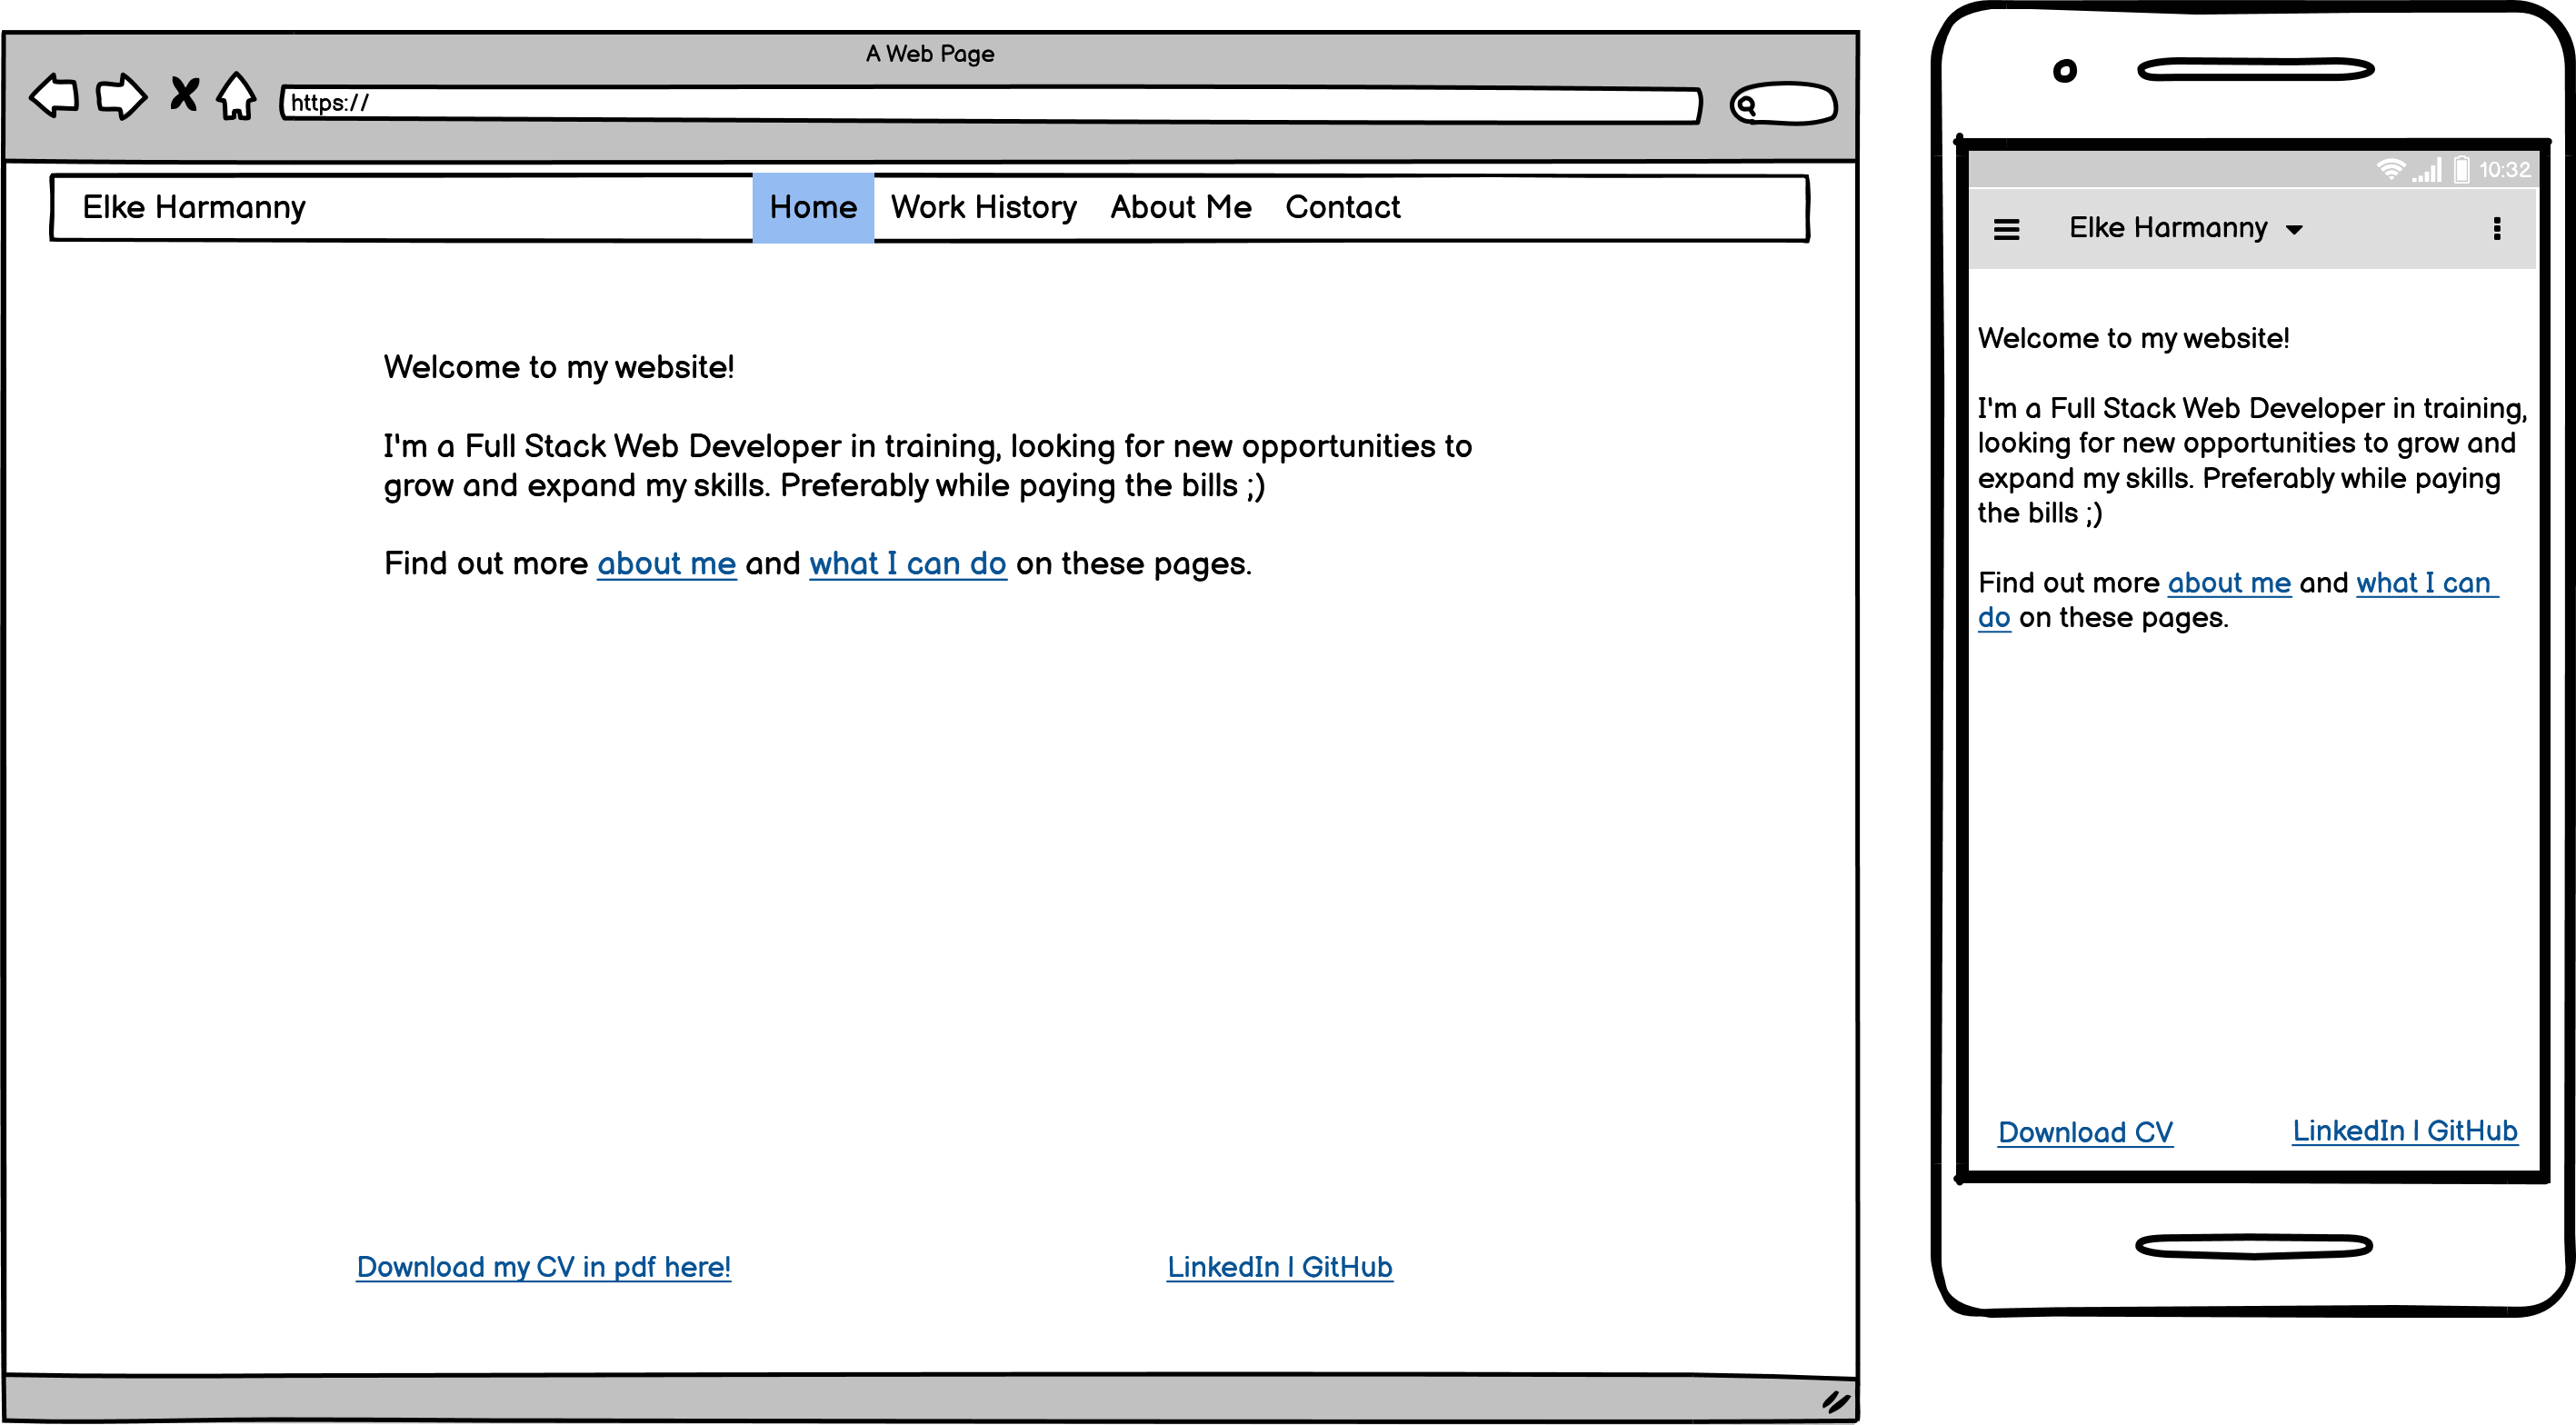 A Web Page
https://
Elke Harmanny Home Work History About Me Contact
Welcome to my website!
I'm a Full Stack Web Developer in training, looking for new opportunities to
grow and expand my skills. Preferably while paying the bills ;)
Find out more about me and what I can do on these pages.
Download my CV in pdf here! LinkedIn | GitHub
10:32
Elke Harmanny
Welcome to my website!
I'm a Full Stack Web Developer in training,
looking for new opportunities to grow and
expand my skills. Preferably while paying
the bills ;)
Find out more about me and what I can
do on these pages.
Download CV LinkedIn | GitHub